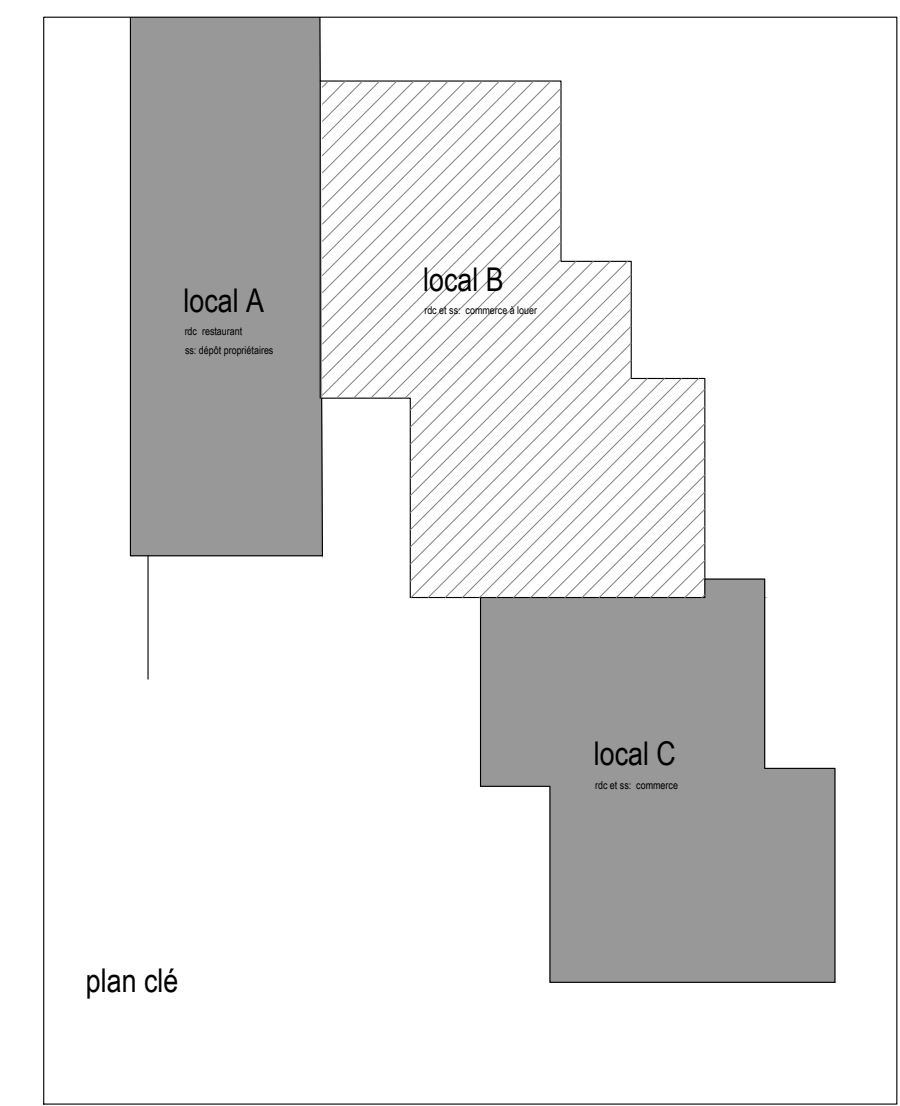 local A
rdc restaurant
ss: dépôt propriétaires
local B
rdc et ss: commerce à louer
local C
rdc et ss: commerce
plan clé